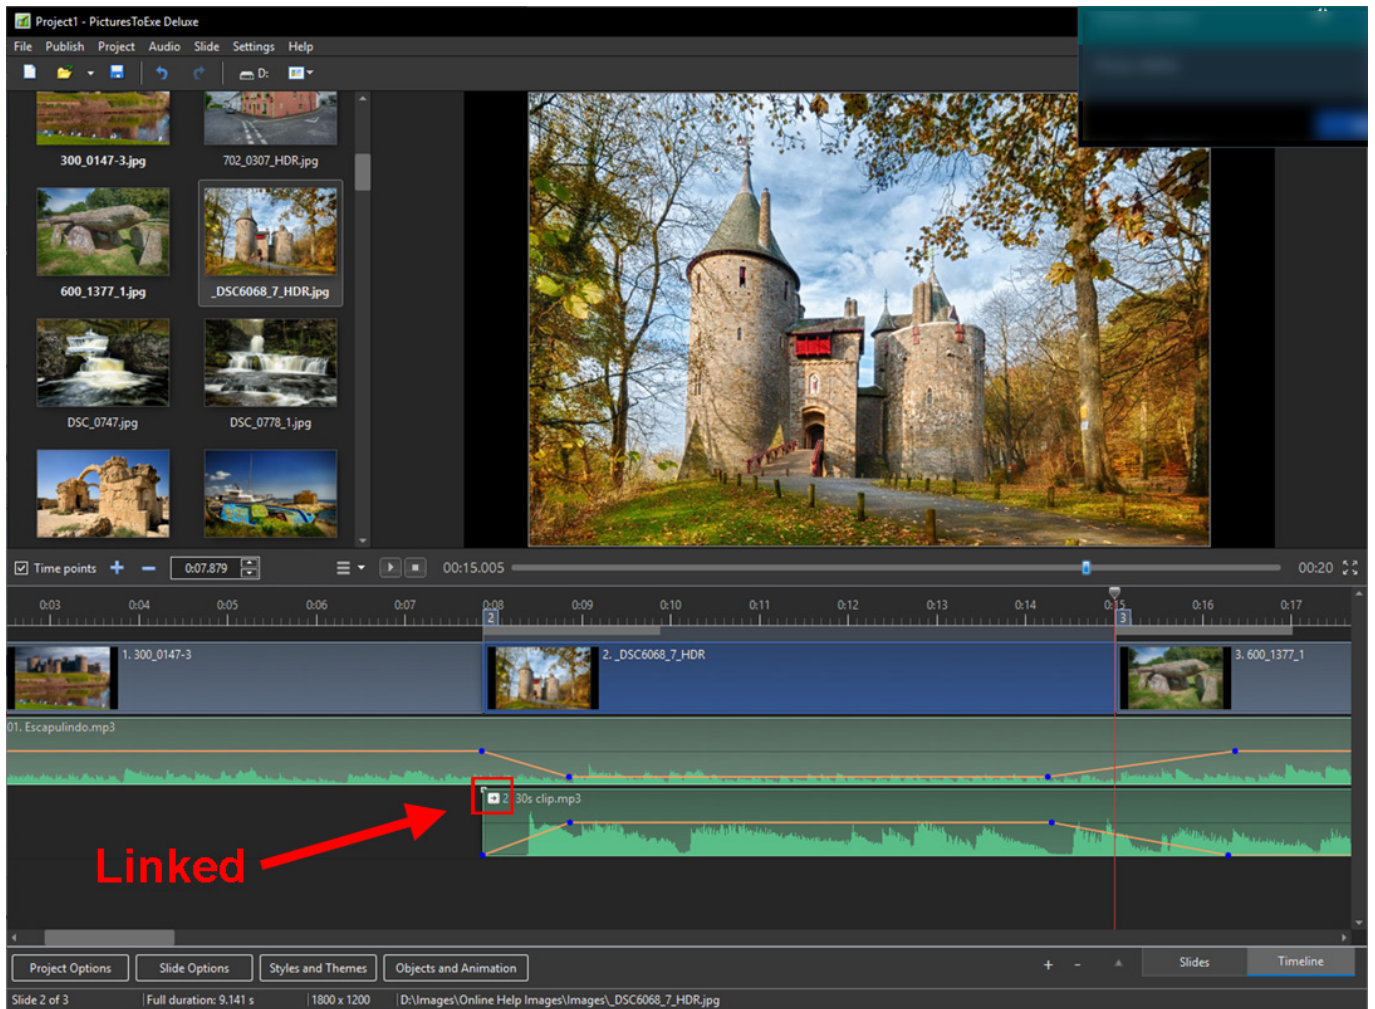 Project1 - PicturesToExe Deluxe
File Publish Project Audio Slide Settings Help
D:
300_0147-3.jpg
702_0307_HDR.jpg
600_1377_1.jpg
_DSC6068_7_HDR.jpg
DSC_0747.jpg
DSC_0778_1.jpg
Time points 0:07.879 00:15.005 00:20
0:03 0:04 0:05 0:06 0:07 0:08 0:09 0:10 0:11 0:12 0:13 0:14 0:15 0:16 0:17
2 3
1. 300_0147-3
2. _DSC6068_7_HDR
3. 600_1377_1
01. Escapulindo.mp3
2 30s clip.mp3
Linked
Project Options Slide Options Styles and Themes Objects and Animation + - Slides Timeline
Slide 2 of 3 Full duration: 9.141 s 1800 x 1200 D:\Images\Online Help Images\Images\_DSC6068_7_HDR.jpg